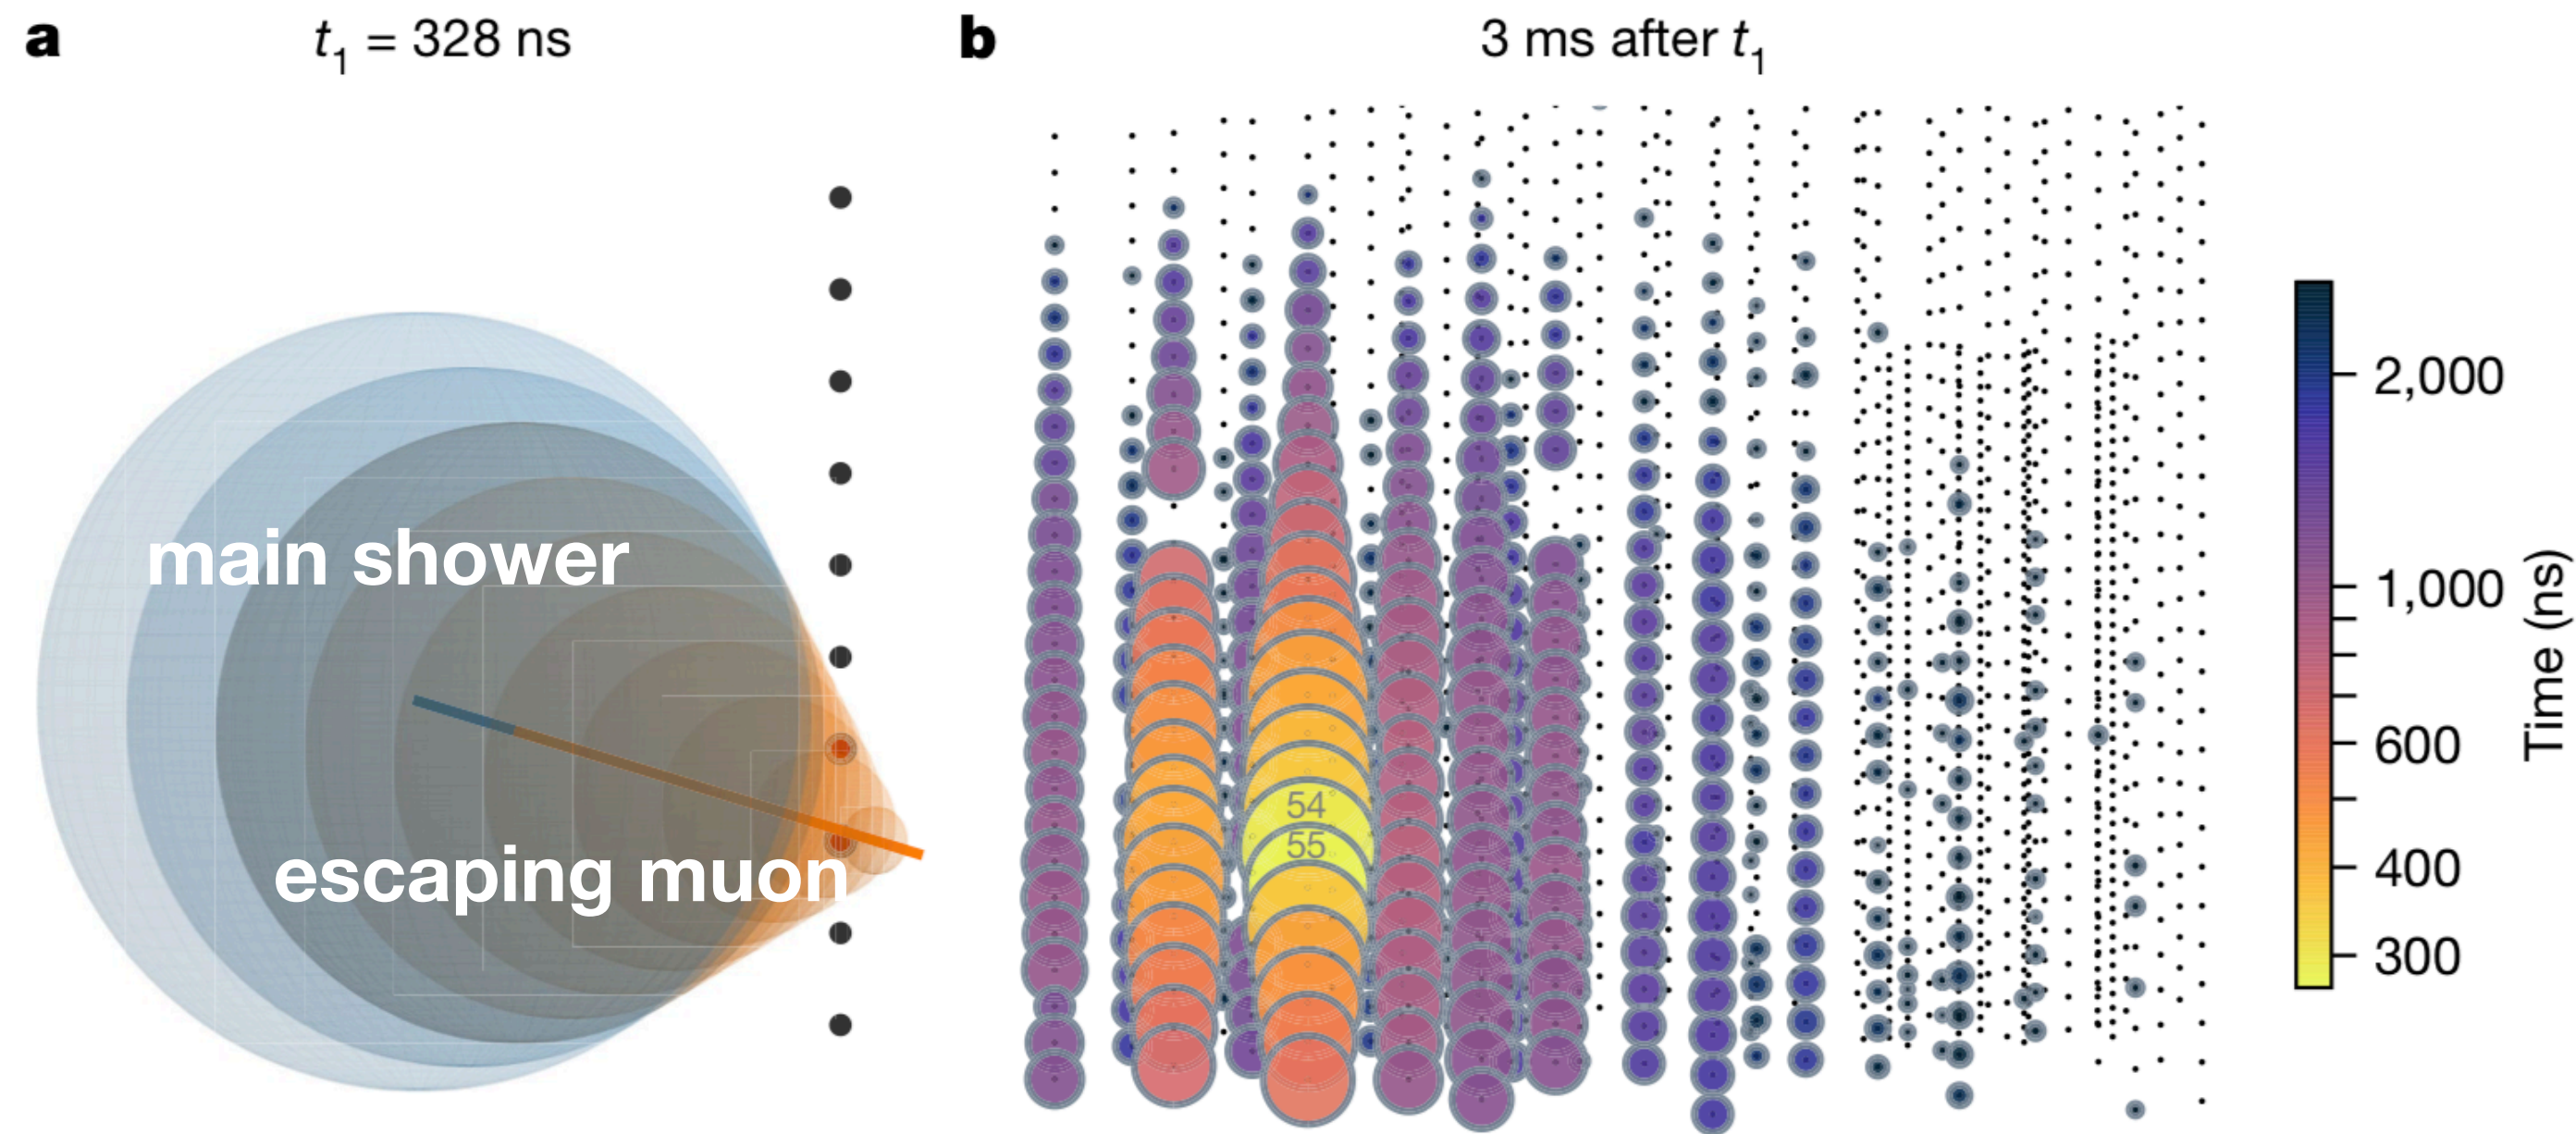 a
t1 = 328 ns
main shower
escaping muon
b
3 ms after t1
54
55
2,000
1,000
600
400
300
Time (ns)